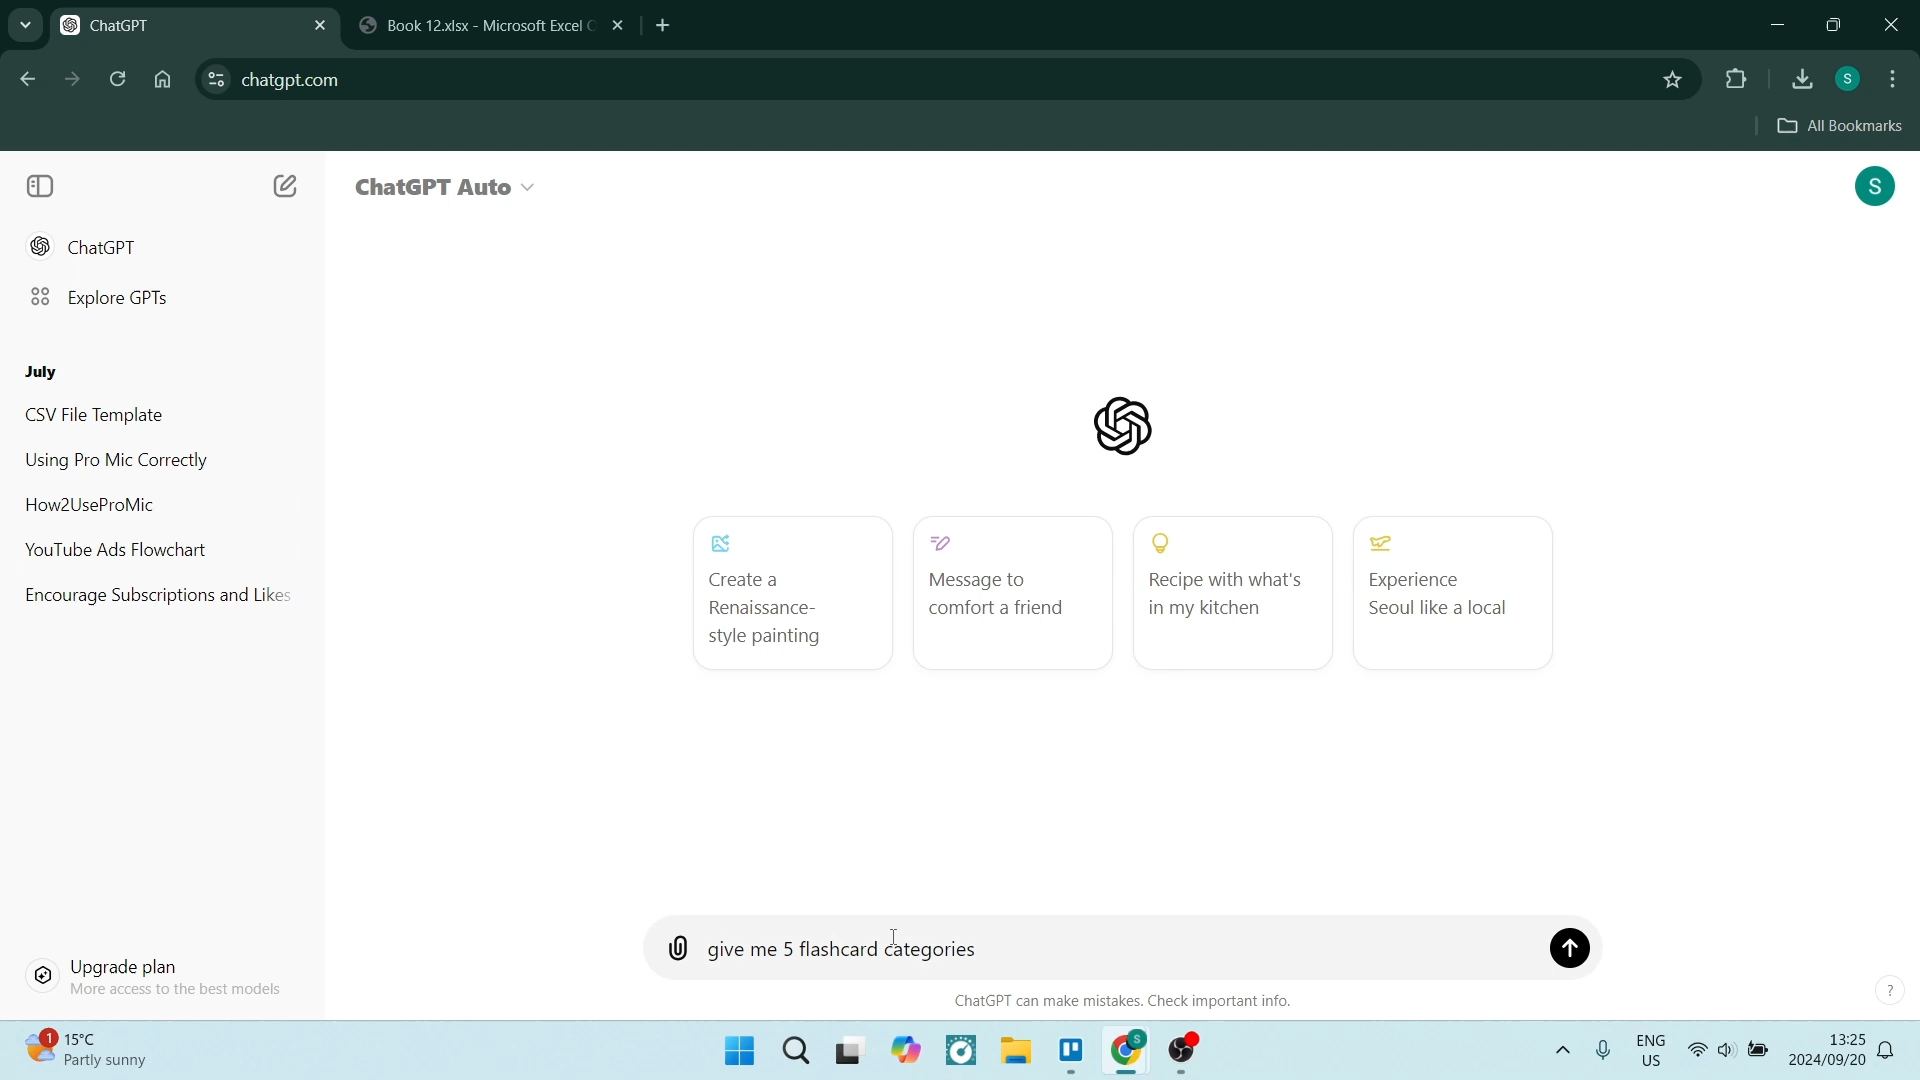 ChatGPT
Book 12.xlsx - Microsoft Excel
chatgpt.com
All Bookmarks
ChatGPT Auto
S
S
ChatGPT
Explore GPTs
July
CSV File Template
Using Pro Mic Correctly
How2UseProMic
YouTube Ads Flowchart
Encourage Subscriptions and Likes
Create a
Renaissance-
style painting
Message to
comfort a friend
Recipe with what's
in my kitchen
Experience
Seoul like a local
give me 5 flashcard categories
Upgrade plan
More access to the best models
ChatGPT can make mistakes. Check important info.
?
1
15°C
Partly sunny
S
ENG
US
13:25
2024/09/20